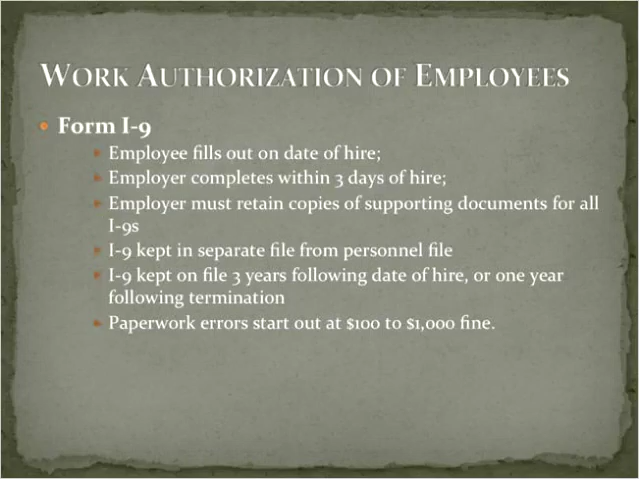 WORK AUTHORIZATION OF EMPLOYEES
Form I-9
Employee fills out on date of hire;
Employer completes within 3 days of hire;
Employer must retain copies of supporting documents for all
I-9s
I-9 kept in separate file from personnel file
I-9 kept on file 3 years following date of hire, or one year
following termination
Paperwork errors start out at $100 to $1,000 fine.